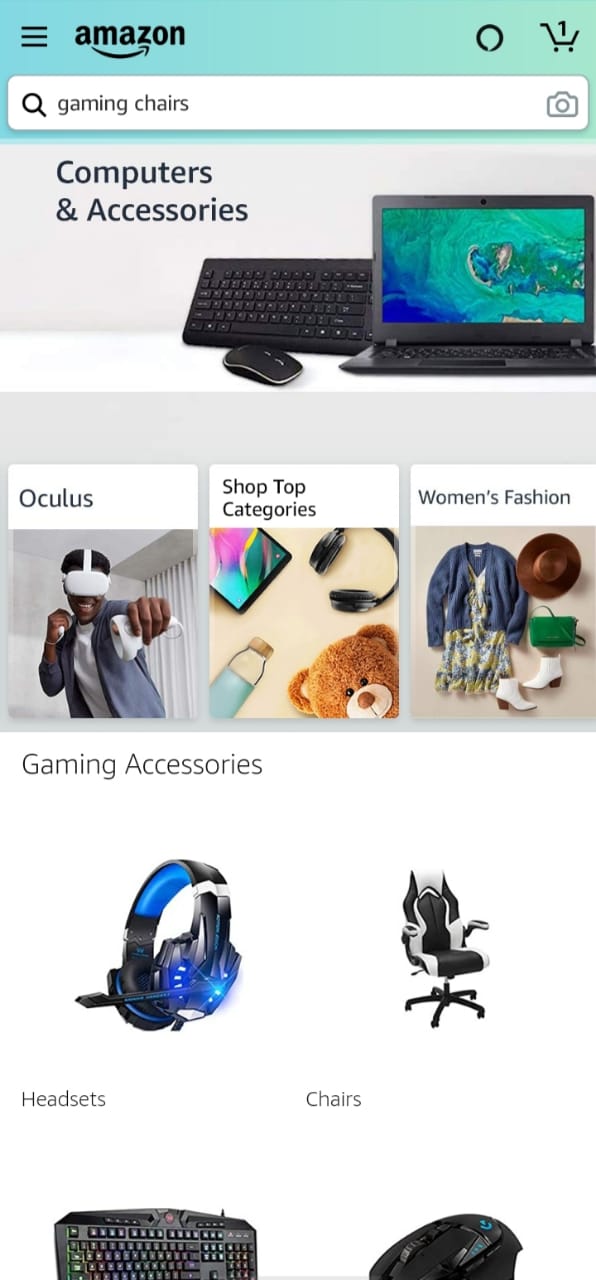 amazon
1
gaming chairs
Computers
& Accessories
Oculus
Shop Top
Categories
Women's Fashion
Gaming Accessories
Headsets
Chairs